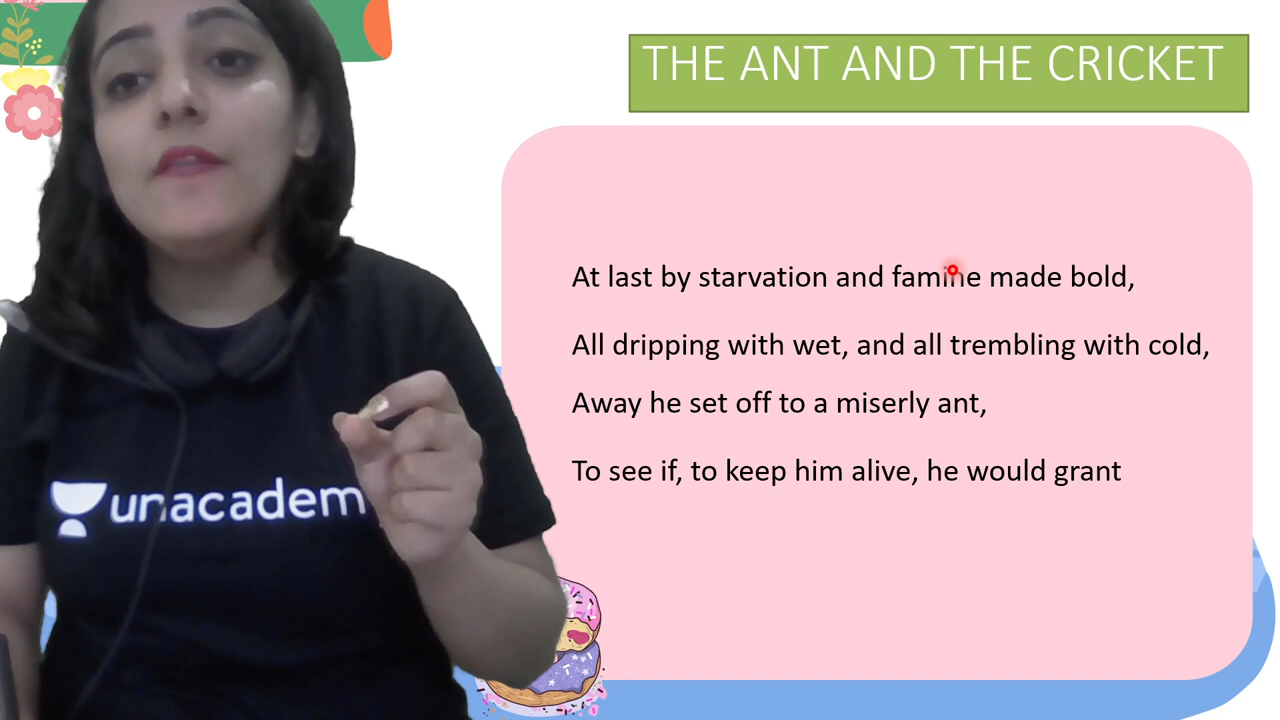 THE ANT AND THE CRICKET
At last by starvation and famine made bold,
All dripping with wet, and all trembling with cold,
Away he set off to a miserly ant,
To see if, to keep him alive, he would grant
unacadem